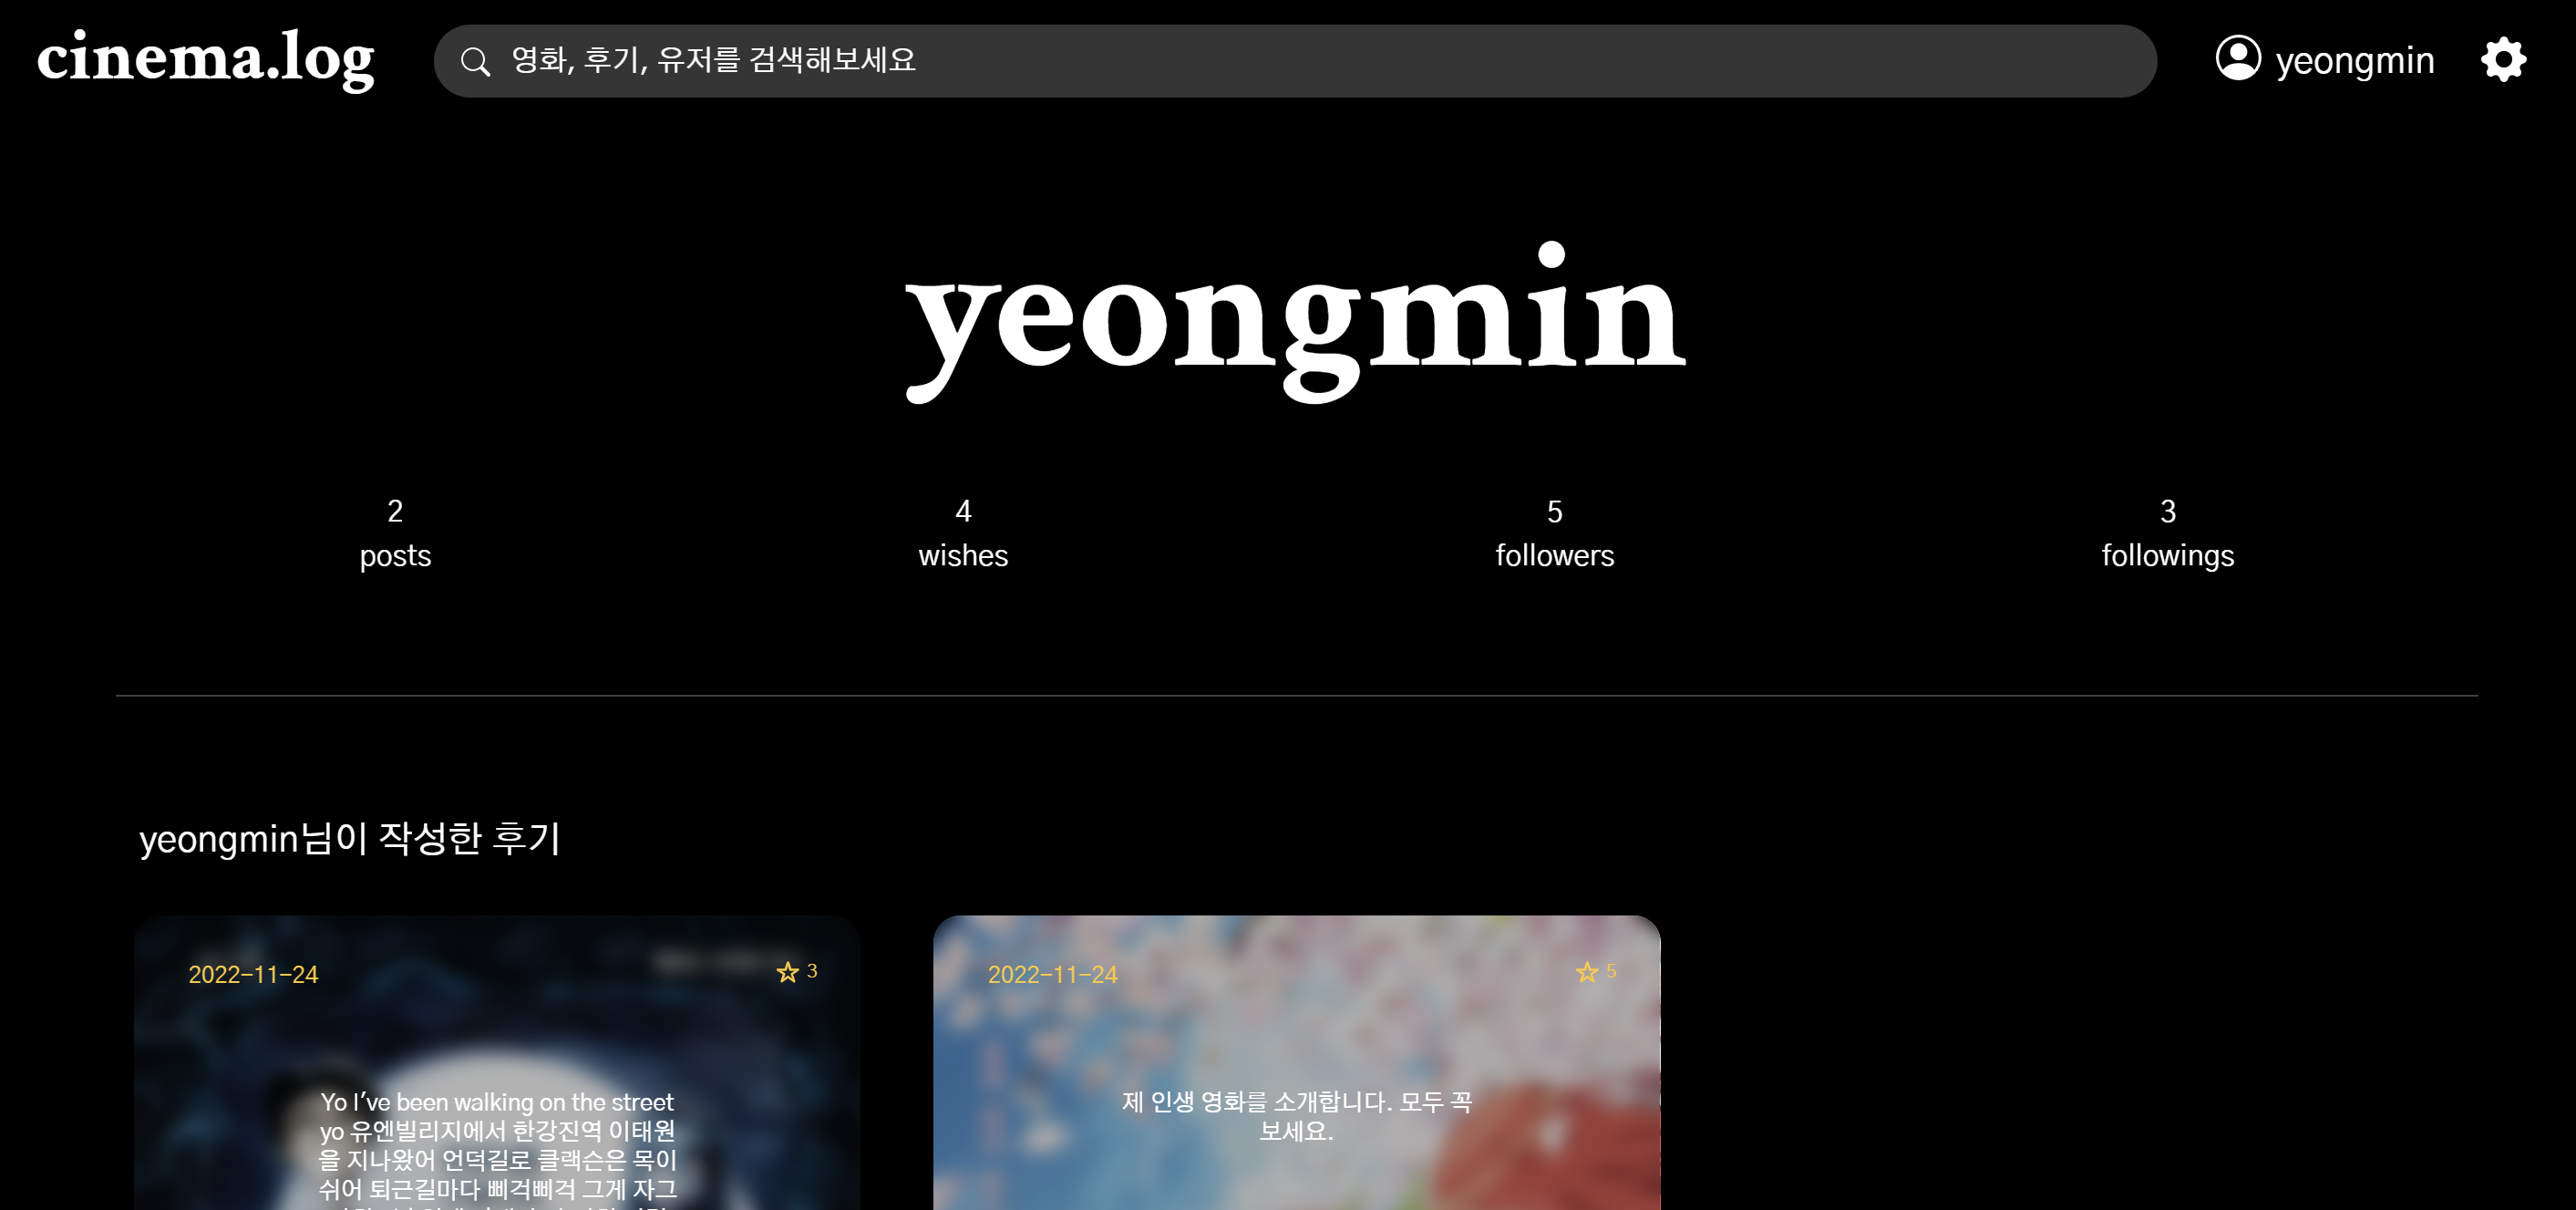 cinema.log
영화, 후기, 유저를 검색해보세요
yeongmin
yeongmin
2
posts
4
wishes
5
followers
3
followings
yeongmin님이 작성한 후기
2022-11-24
3
Yo I've been walking on the street
yo 유엔빌리지에서 한강진역 이태원
을 지나왔어 언덕길로 클랙슨은 목이
쉬어 퇴근길마다 삐걱삐걱 그게 자그
2022-11-24
5
제 인생 영화를 소개합니다. 모두 꼭
보세요.